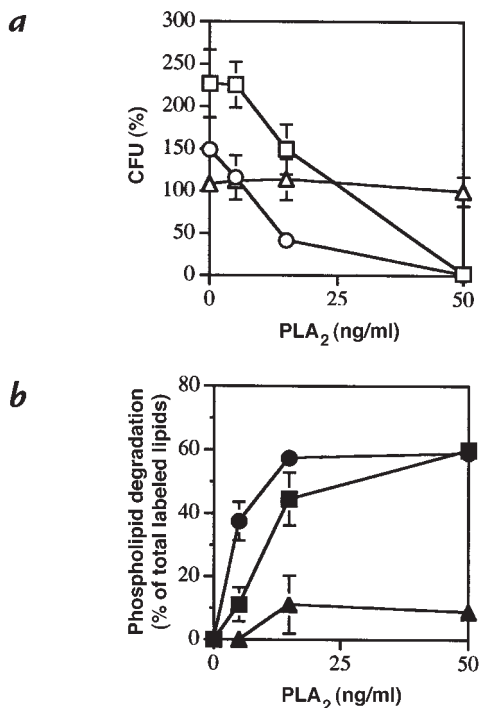 a
300
250
200
150
100
50
0
CFU (%)
0
25
50
PLA2 (ng/ml)
b
80
60
40
20
0
Phospholipid degradation
(% of total labeled lipids)
0
25
50
PLA2 (ng/ml)